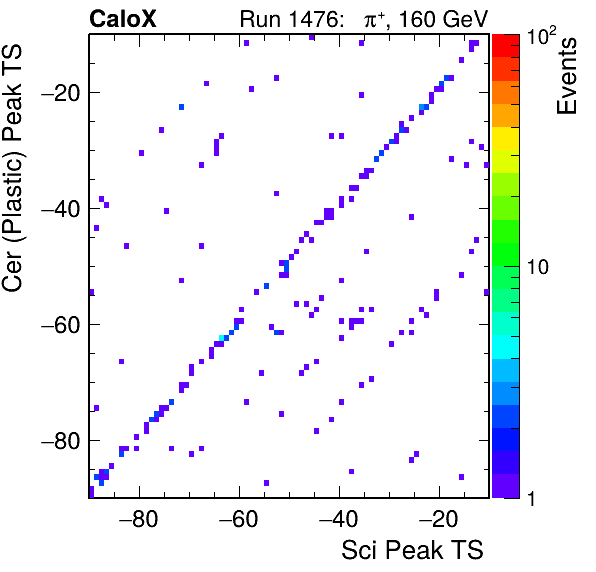 CaloX Run 1476: π⁺, 160 GeV
Cer (Plastic) Peak TS
−20
−40
−60
−80
−80 −60 −40 −20
Sci Peak TS
10²
10
1
Events